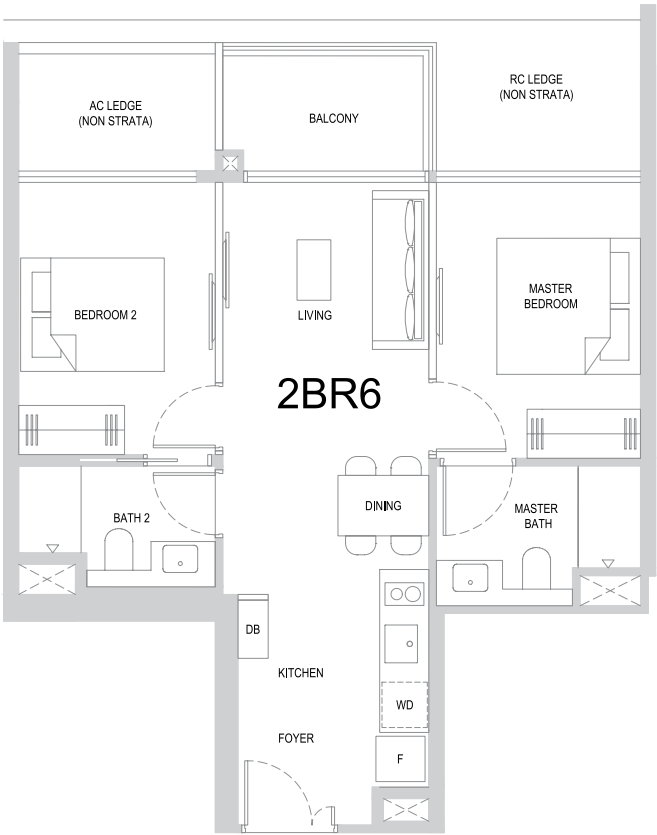 AC LEDGE
(NON STRATA)
BALCONY
RC LEDGE
(NON STRATA)
BEDROOM 2
LIVING
MASTER
BEDROOM
2BR6
BATH 2
DINING
MASTER
BATH
DB
KITCHEN
WD
FOYER
F